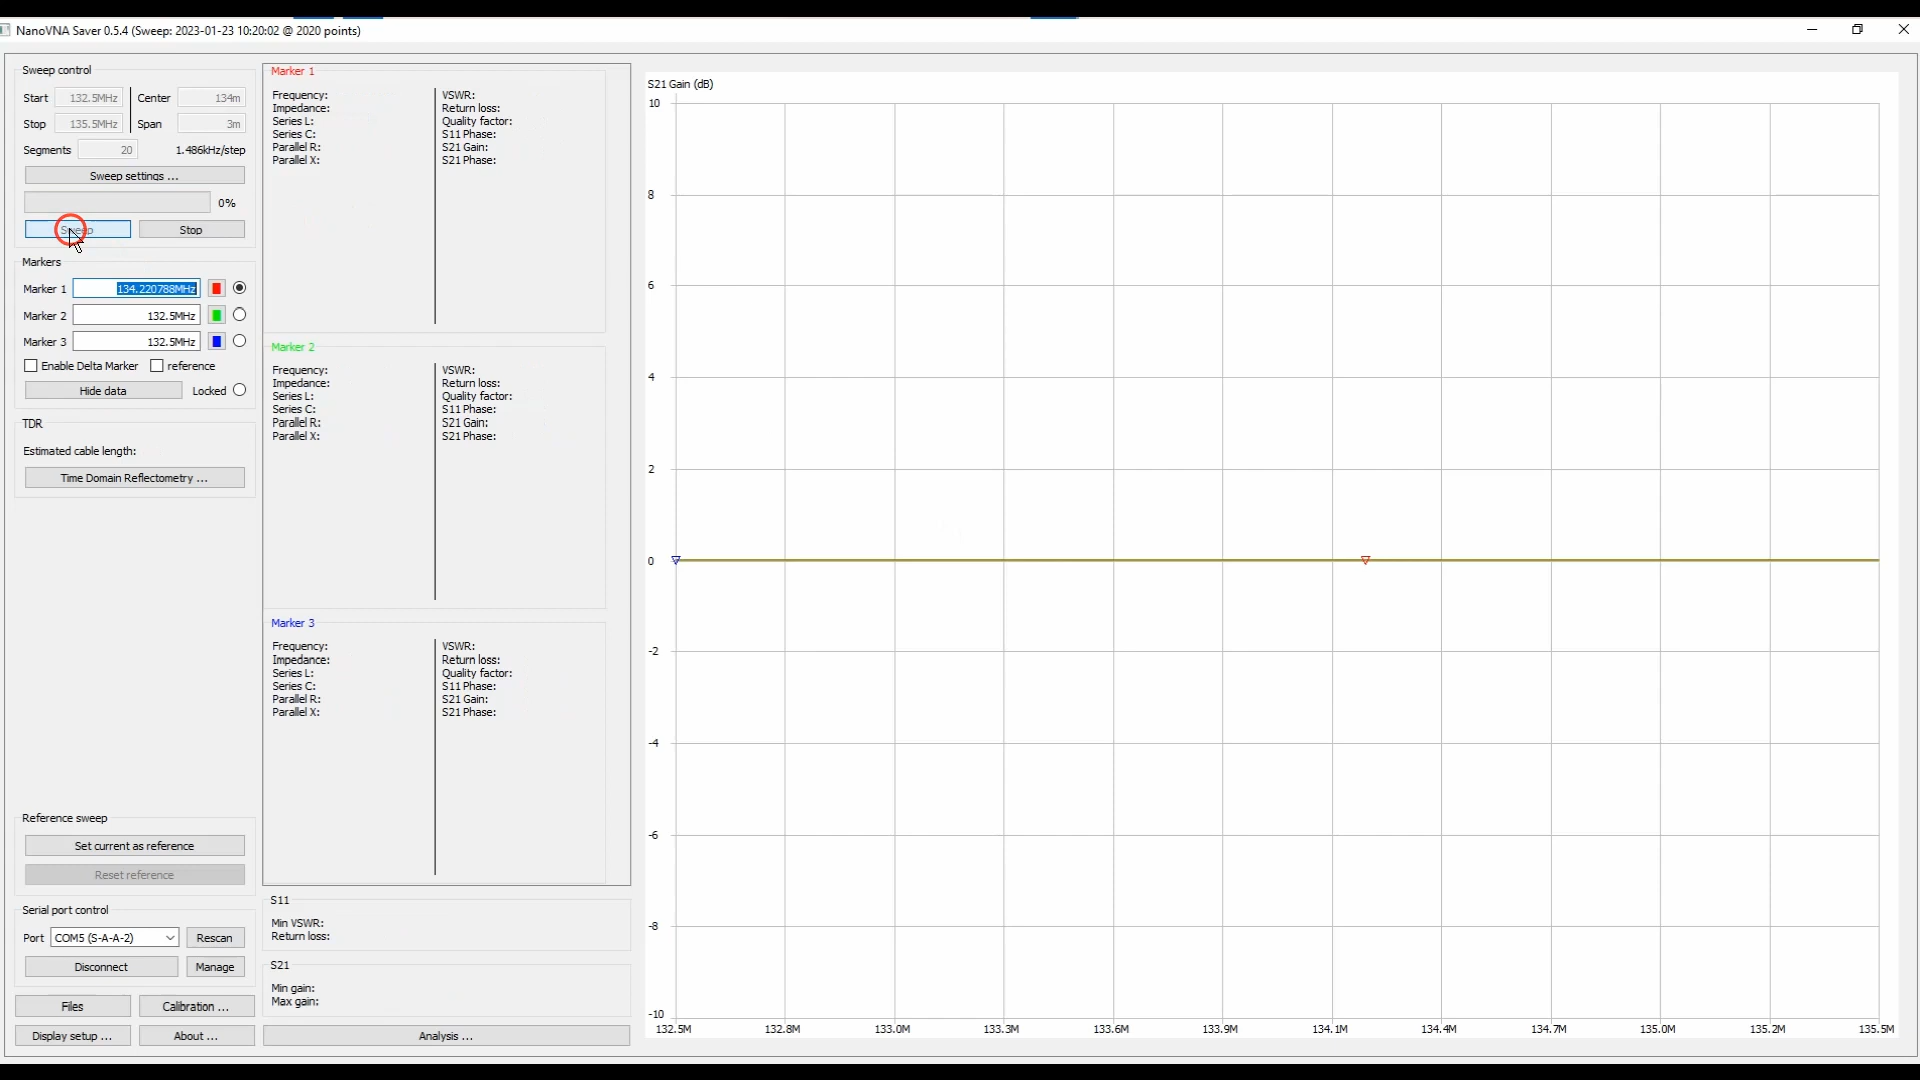 NanoVNA Saver 0.5.4 (Sweep: 2023-01-23 10:20:02 @ 2020 points)
Sweep control
Start 132.5MHz Center 134m
Stop 135.5MHz Span 3m
Segments 20 1.486kHz/step
Sweep settings ...
0%
Sweep Stop
Markers
Marker 1 134.220788MHz
Marker 2 132.5MHz
Marker 3 132.5MHz
Enable Delta Marker reference
Hide data Locked
TDR
Estimated cable length:
Time Domain Reflectometry ...
Reference sweep
Set current as reference
Reset reference
Serial port control
Port COM5 (S-A-A-2) Rescan
Disconnect Manage
Files Calibration ...
Display setup ... About ...
Marker 1
Frequency: VSWR:
Impedance: Return loss:
Series L: Quality factor:
Series C: S11 Phase:
Parallel R: S21 Gain:
Parallel X: S21 Phase:
Marker 2
Frequency: VSWR:
Impedance: Return loss:
Series L: Quality factor:
Series C: S11 Phase:
Parallel R: S21 Gain:
Parallel X: S21 Phase:
Marker 3
Frequency: VSWR:
Impedance: Return loss:
Series L: Quality factor:
Series C: S11 Phase:
Parallel R: S21 Gain:
Parallel X: S21 Phase:
S11
Min VSWR:
Return loss:
S21
Min gain:
Max gain:
Analysis ...
S21 Gain (dB)
10
8
6
4
2
0
-2
-4
-6
-8
-10
132.5M 132.8M 133.0M 133.3M 133.6M 133.9M 134.1M 134.4M 134.7M 135.0M 135.2M 135.5M